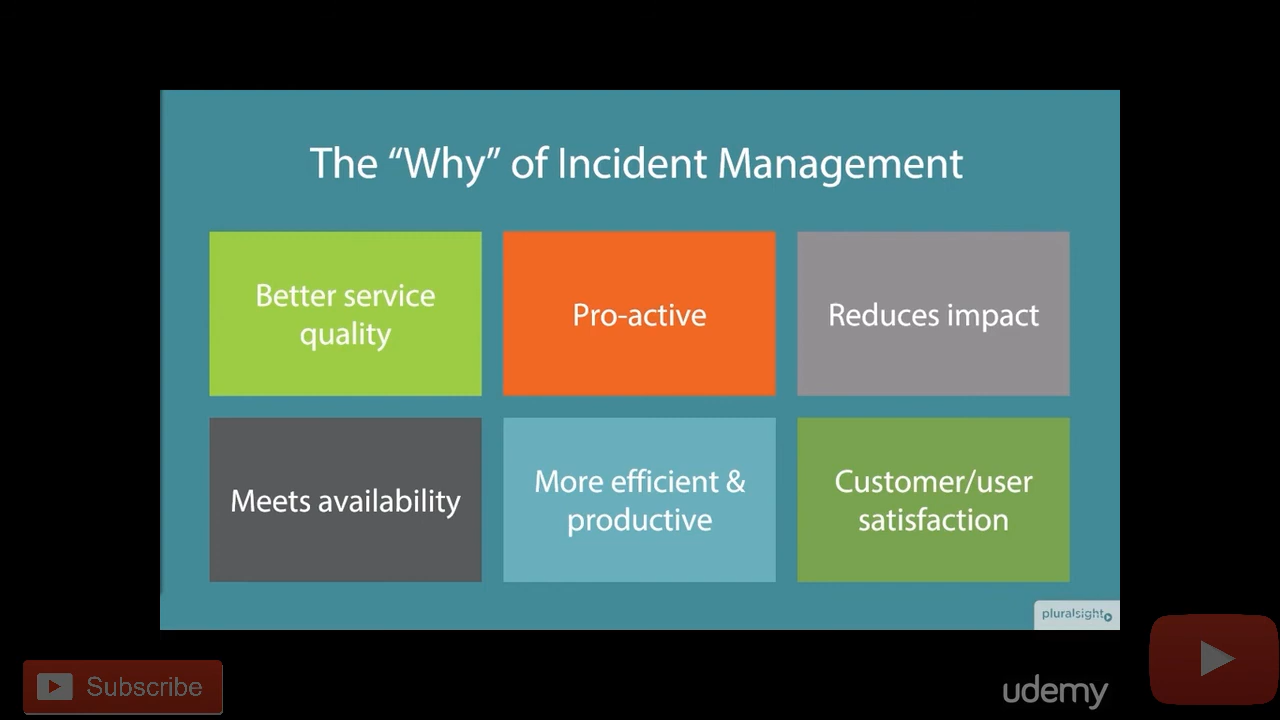 The “Why” of Incident Management
Better service
quality
Pro-active
Reduces impact
Meets availability
More efficient &
productive
Customer/user
satisfaction
pluralsight
Subscribe
udemy